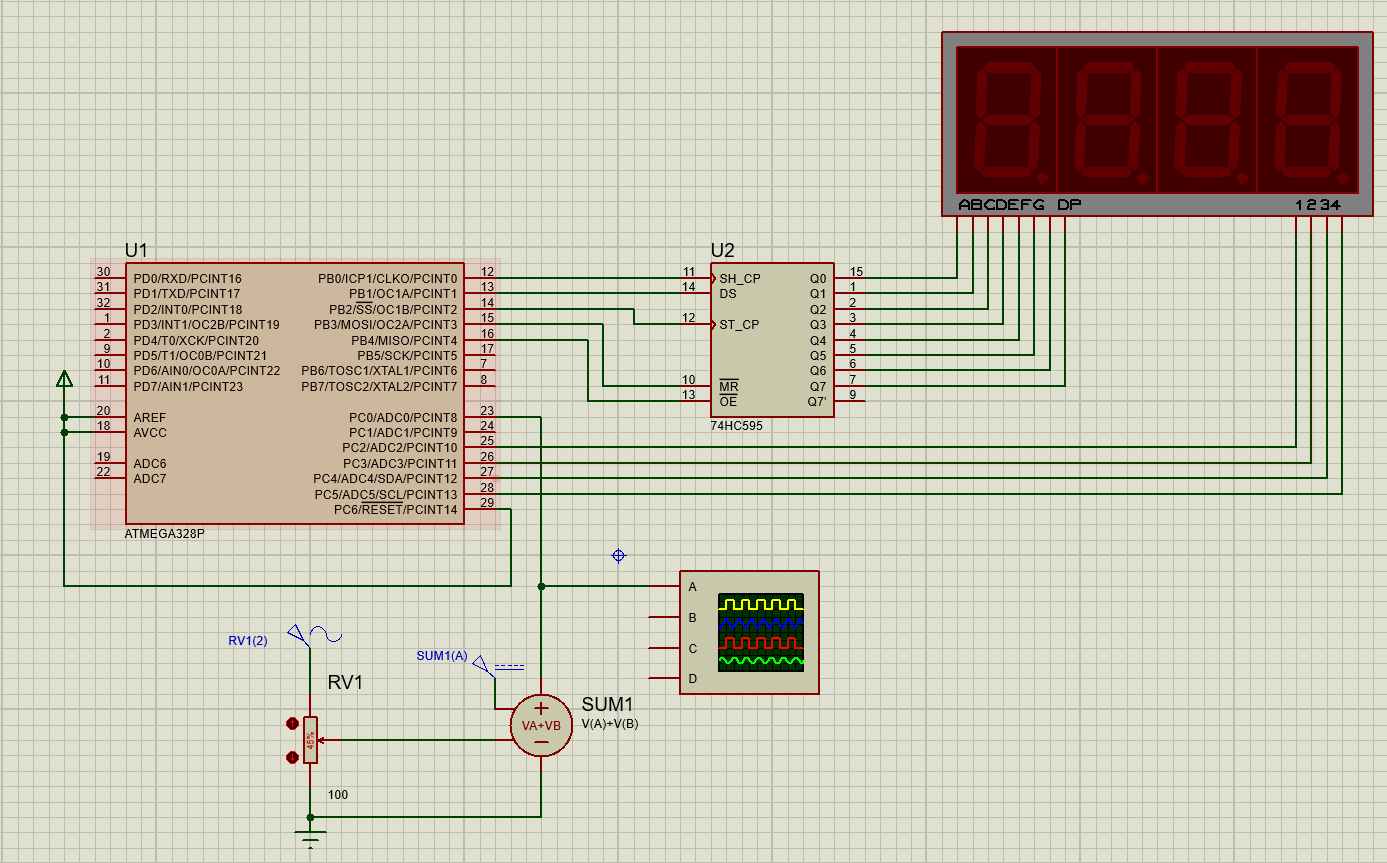 ABCDEFG DP
1234
U1
30 PD0/RXD/PCINT16
31 PD1/TXD/PCINT17
32 PD2/INT0/PCINT18
1 PD3/INT1/OC2B/PCINT19
2 PD4/T0/XCK/PCINT20
9 PD5/T1/OC0B/PCINT21
10 PD6/AIN0/OC0A/PCINT22
11 PD7/AIN1/PCINT23
20 AREF
18 AVCC
19 ADC6
22 ADC7
PB0/ICP1/CLKO/PCINT0 12
PB1/OC1A/PCINT1 13
PB2/SS/OC1B/PCINT2 14
PB3/MOSI/OC2A/PCINT3 15
PB4/MISO/PCINT4 16
PB5/SCK/PCINT5 17
PB6/TOSC1/XTAL1/PCINT6 7
PB7/TOSC2/XTAL2/PCINT7 8
PC0/ADC0/PCINT8 23
PC1/ADC1/PCINT9 24
PC2/ADC2/PCINT10 25
PC3/ADC3/PCINT11 26
PC4/ADC4/SDA/PCINT12 27
PC5/ADC5/SCL/PCINT13 28
PC6/RESET/PCINT14 29
ATMEGA328P
U2
11 SH_CP
14 DS
12 ST_CP
10 MR
13 OE
Q0 15
Q1 1
Q2 2
Q3 3
Q4 4
Q5 5
Q6 6
Q7 7
Q7' 9
74HC595
A
B
C
D
RV1(2)
RV1
45%
100
SUM1(A)
SUM1
V(A)+V(B)
VA+VB